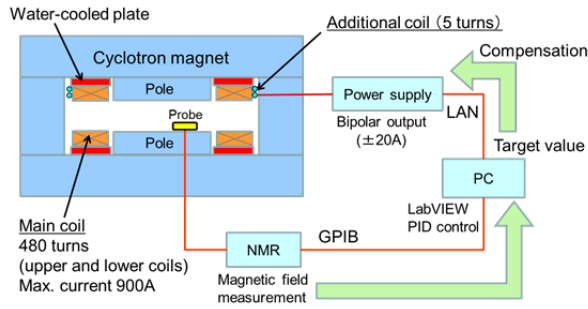 Water-cooled plate
Additional coil (5 turns)
Cyclotron magnet
Compensation
Pole
Probe
Power supply
LAN
Bipolar output
(±20A)
Target value
Pole
PC
Main coil
480 turns
(upper and lower coils)
Max. current 900A
LabVIEW
PID control
NMR
GPIB
Magnetic field
measurement